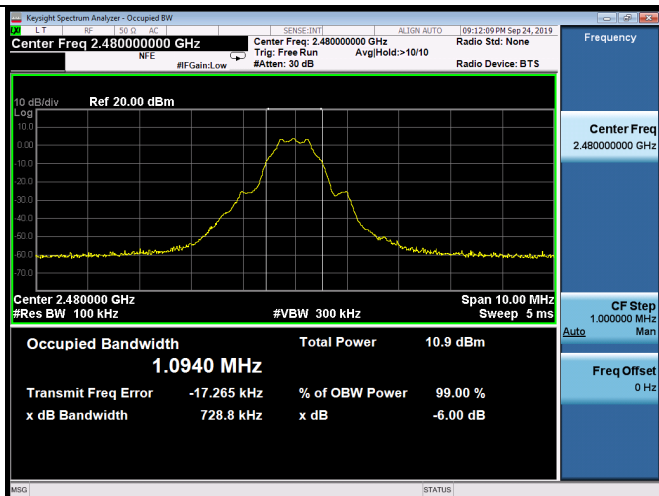 Keysight Spectrum Analyzer - Occupied BW
LXI L T RF 50 Ω AC SENSE:INT ALIGN AUTO 09:12:09 PM Sep 24, 2019
Center Freq 2.480000000 GHz
NFE
#IFGain:Low
Center Freq: 2.480000000 GHz
Trig: Free Run Avg|Hold:>10/10
#Atten: 30 dB
Radio Std: None
Radio Device: BTS
Frequency
10 dB/div Ref 20.00 dBm
Log
10.0
0.00
-10.0
-20.0
-30.0
-40.0
-50.0
-60.0
-70.0
Center 2.480000 GHz Span 10.00 MHz
#Res BW 100 kHz #VBW 300 kHz Sweep 5 ms
Center Freq
2.480000000 GHz
CF Step
1.000000 MHz
Auto Man
Freq Offset
0 Hz
Occupied Bandwidth Total Power 10.9 dBm
1.0940 MHz
Transmit Freq Error -17.265 kHz % of OBW Power 99.00 %
x dB Bandwidth 728.8 kHz x dB -6.00 dB
MSG STATUS